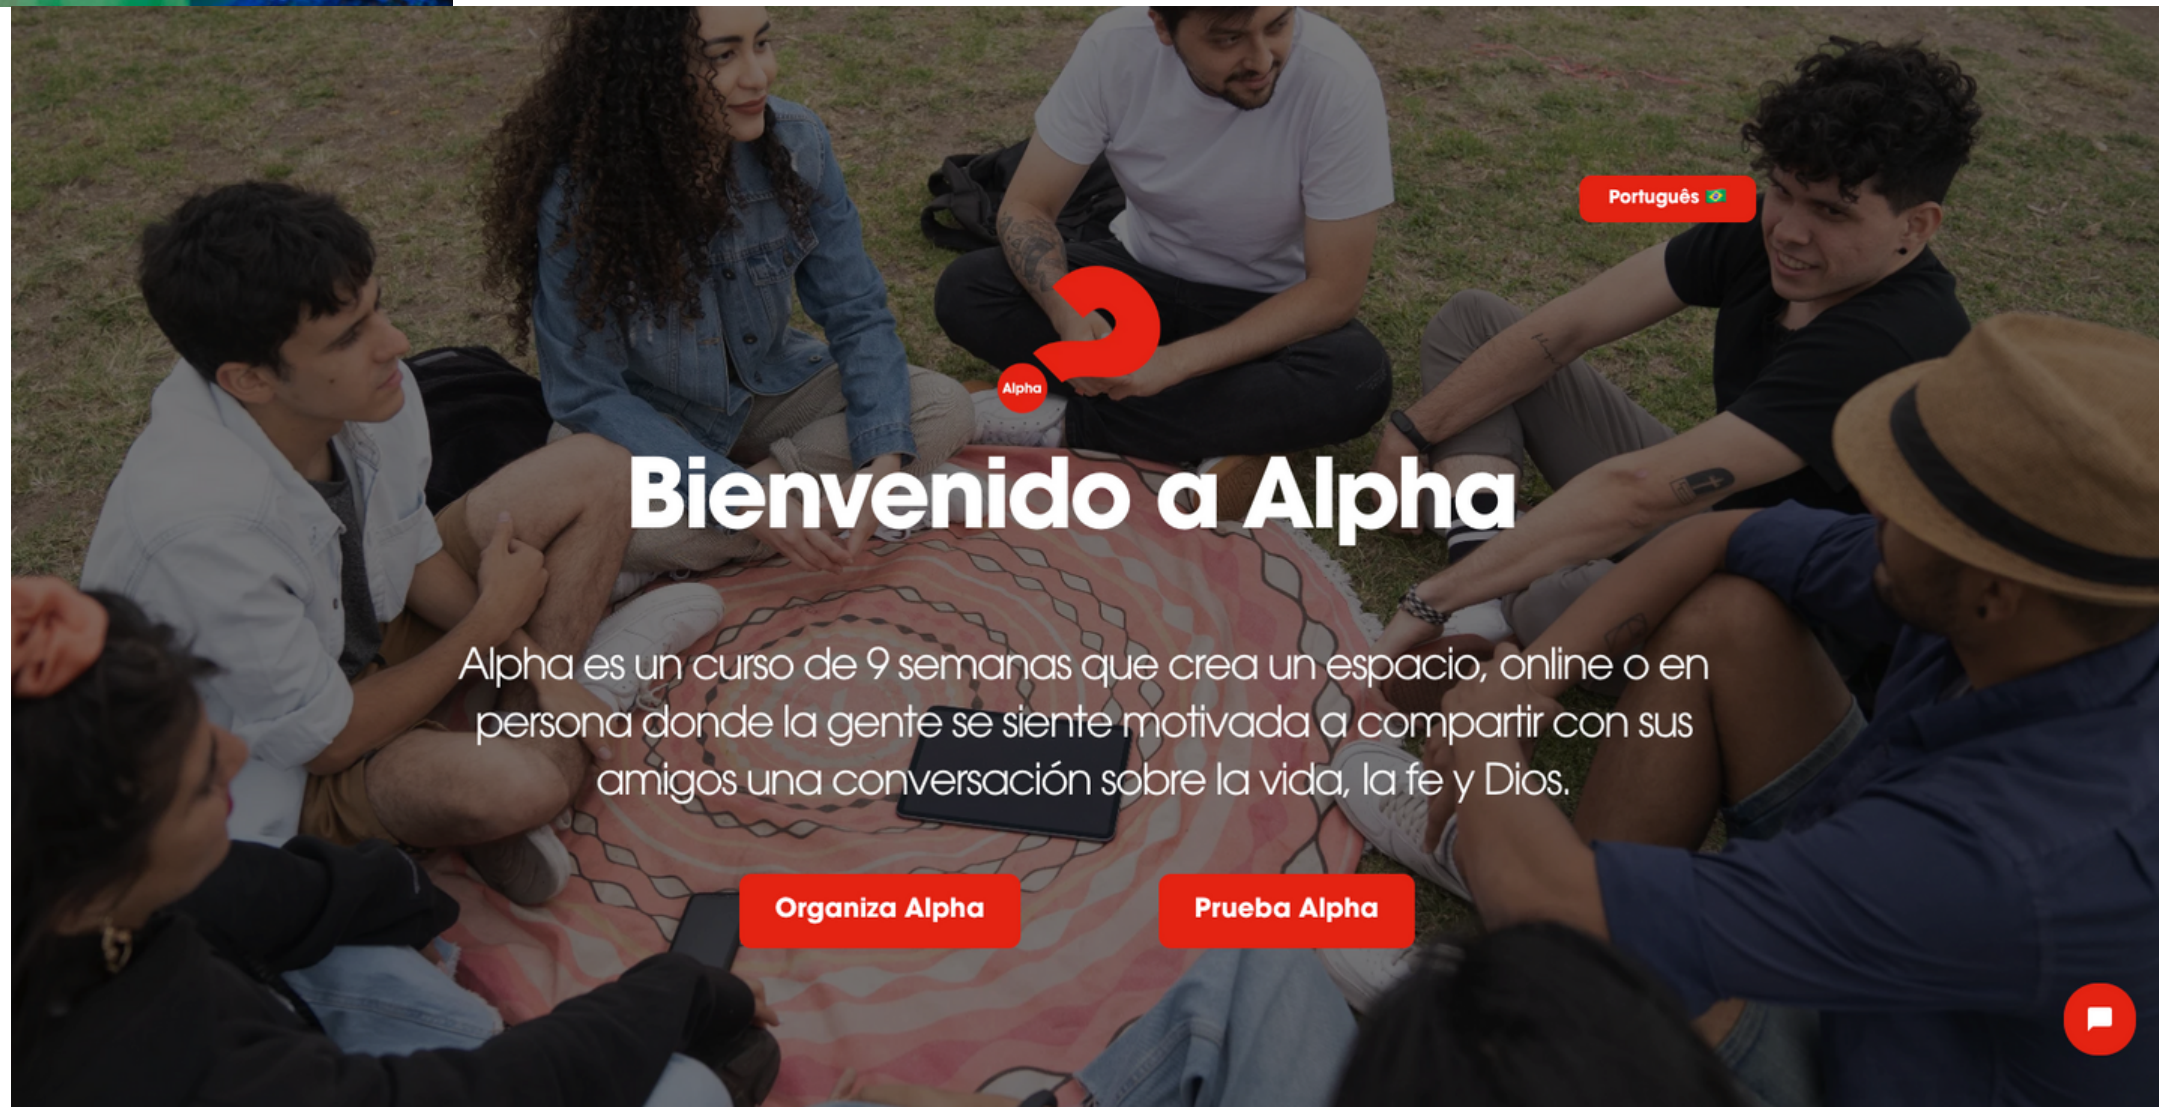 Português
Alpha
Bienvenido a Alpha
Alpha es un curso de 9 semanas que crea un espacio, online o en
persona donde la gente se siente motivada a compartir con sus
amigos una conversación sobre la vida, la fe y Dios.
Organiza Alpha
Prueba Alpha